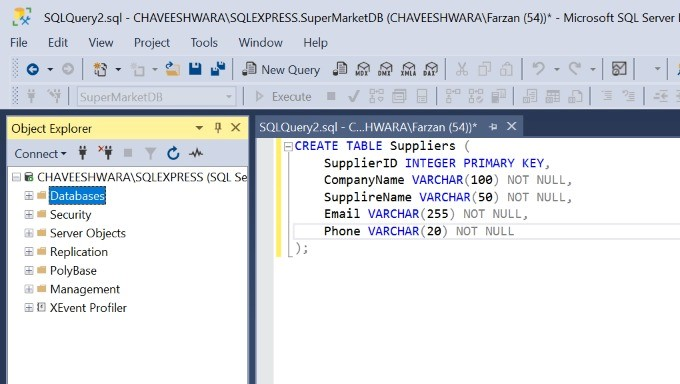 SQLQuery2.sql - CHAVEESHWARA\SQLEXPRESS.SuperMarketDB (CHAVEESHWARA\Farzan (54))* - Microsoft SQL Server
File Edit View Project Tools Window Help
New Query MDX DMX XMLA DAX
SuperMarketDB Execute
Object Explorer
SQLQuery2.sql - C...HWARA\Farzan (54))*
Connect
CHAVEESHWARA\SQLEXPRESS (SQL Se
Databases
Security
Server Objects
Replication
PolyBase
Management
XEvent Profiler
CREATE TABLE Suppliers (
SupplierID INTEGER PRIMARY KEY,
CompanyName VARCHAR(100) NOT NULL,
SupplireName VARCHAR(50) NOT NULL,
Email VARCHAR(255) NOT NULL,
Phone VARCHAR(20) NOT NULL
);